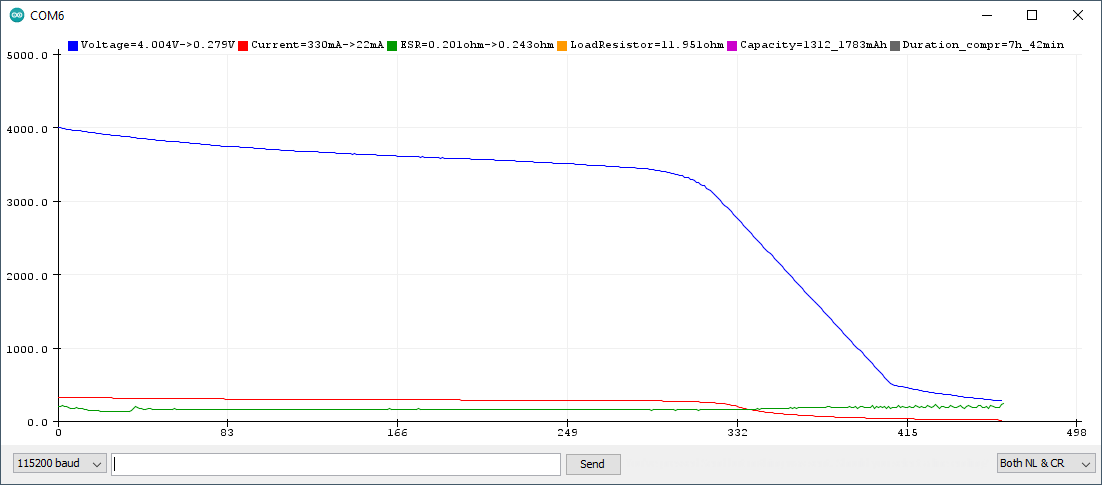 COM6
Voltage=4.004V->0.279V Current=330mA->22mA ESR=0.201ohm->0.243ohm LoadResistor=11.951ohm Capacity=1312_1783mAh Duration_compr=7h_42min
5000.0
4000.0
3000.0
2000.0
1000.0
0.0
0 83 166 249 332 415 498
115200 baud Send Both NL & CR